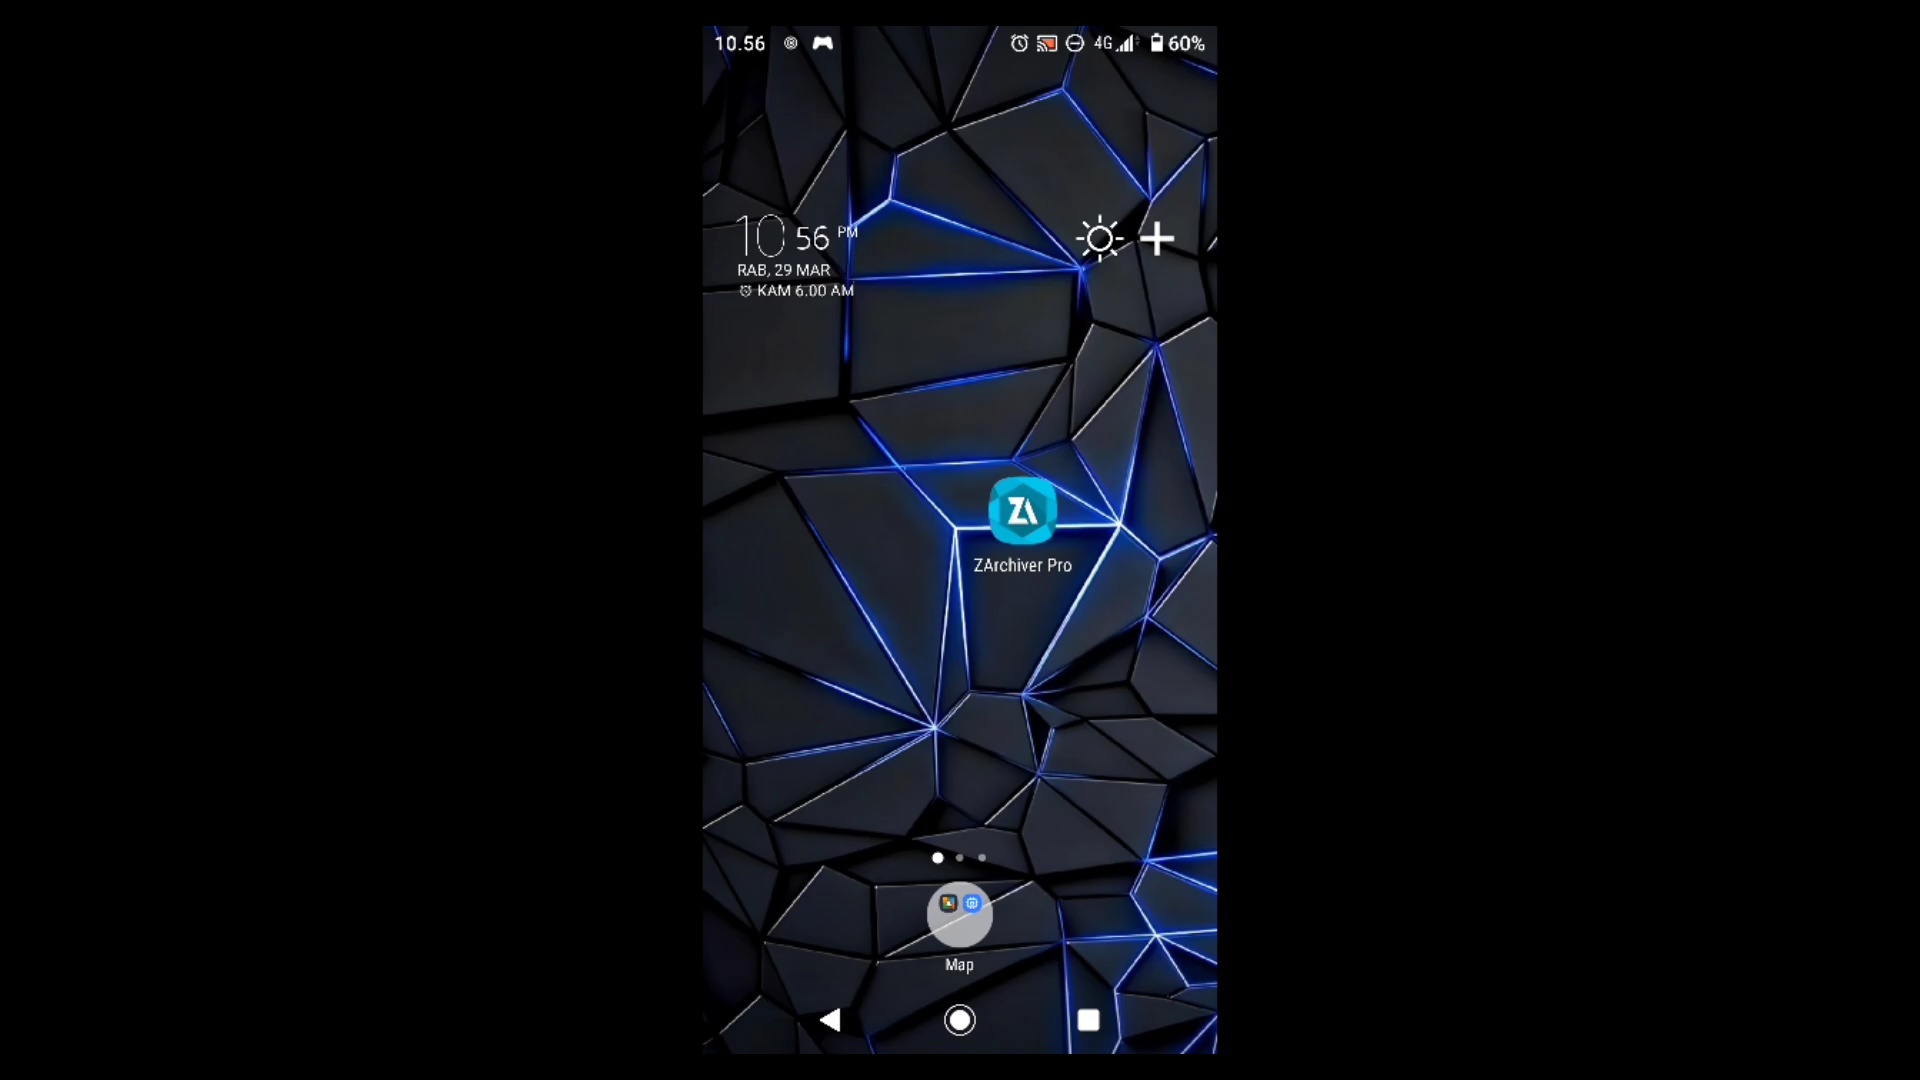 10.56 4G 60%
10 56 PM
RAB, 29 MAR
KAM 6.00 AM
ZA
ZArchiver Pro
Map